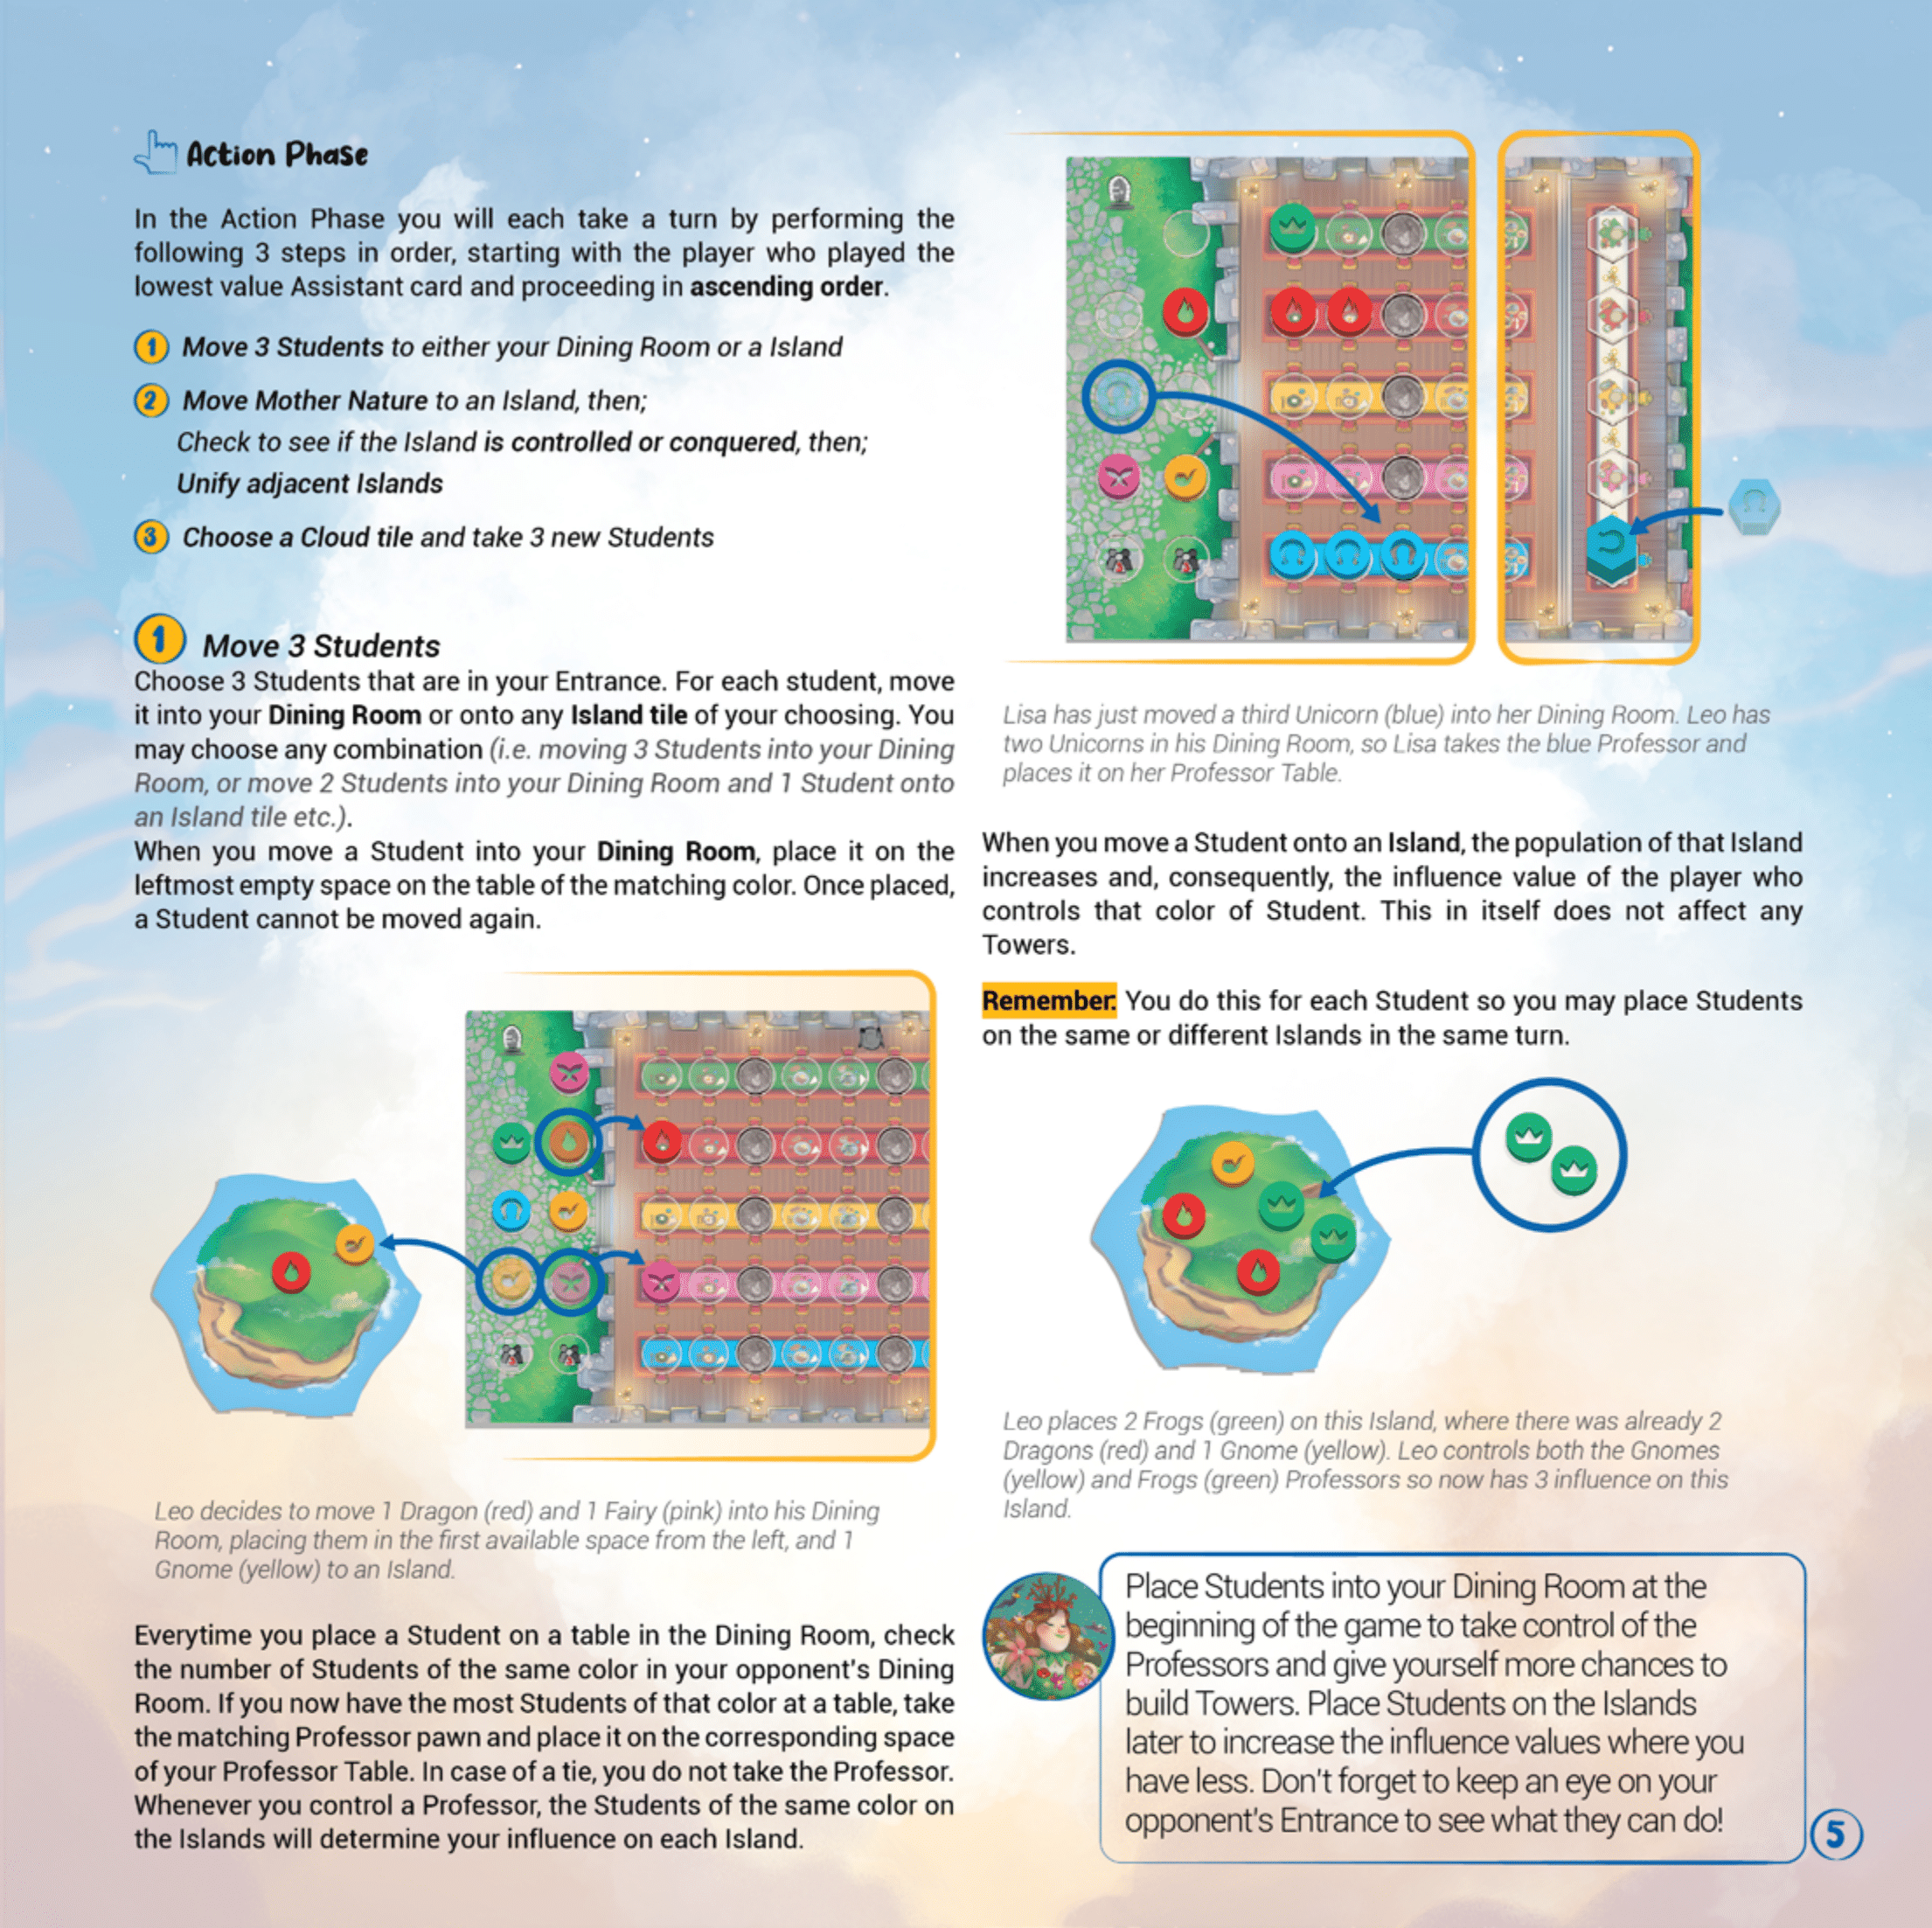 Action Phase
In the Action Phase you will each take a turn by performing the
following 3 steps in order, starting with the player who played the
lowest value Assistant card and proceeding in ascending order.
1 Move 3 Students to either your Dining Room or a Island
2 Move Mother Nature to an Island, then;
Check to see if the Island is controlled or conquered, then;
Unify adjacent Islands
3 Choose a Cloud tile and take 3 new Students
1 Move 3 Students
Choose 3 Students that are in your Entrance. For each student, move
it into your Dining Room or onto any Island tile of your choosing. You
may choose any combination (i.e. moving 3 Students into your Dining
Room, or move 2 Students into your Dining Room and 1 Student onto
an Island tile etc.).
When you move a Student into your Dining Room, place it on the
leftmost empty space on the table of the matching color. Once placed,
a Student cannot be moved again.
Leo decides to move 1 Dragon (red) and 1 Fairy (pink) into his Dining
Room, placing them in the first available space from the left, and 1
Gnome (yellow) to an Island.
Everytime you place a Student on a table in the Dining Room, check
the number of Students of the same color in your opponent's Dining
Room. If you now have the most Students of that color at a table, take
the matching Professor pawn and place it on the corresponding space
of your Professor Table. In case of a tie, you do not take the Professor.
Whenever you control a Professor, the Students of the same color on
the Islands will determine your influence on each Island.
Lisa has just moved a third Unicorn (blue) into her Dining Room. Leo has
two Unicorns in his Dining Room, so Lisa takes the blue Professor and
places it on her Professor Table.
When you move a Student onto an Island, the population of that Island
increases and, consequently, the influence value of the player who
controls that color of Student. This in itself does not affect any
Towers.
Remember: You do this for each Student so you may place Students
on the same or different Islands in the same turn.
Leo places 2 Frogs (green) on this Island, where there was already 2
Dragons (red) and 1 Gnome (yellow). Leo controls both the Gnomes
(yellow) and Frogs (green) Professors so now has 3 influence on this
Island.
Place Students into your Dining Room at the
beginning of the game to take control of the
Professors and give yourself more chances to
build Towers. Place Students on the Islands
later to increase the influence values where you
have less. Don't forget to keep an eye on your
opponent's Entrance to see what they can do!
5